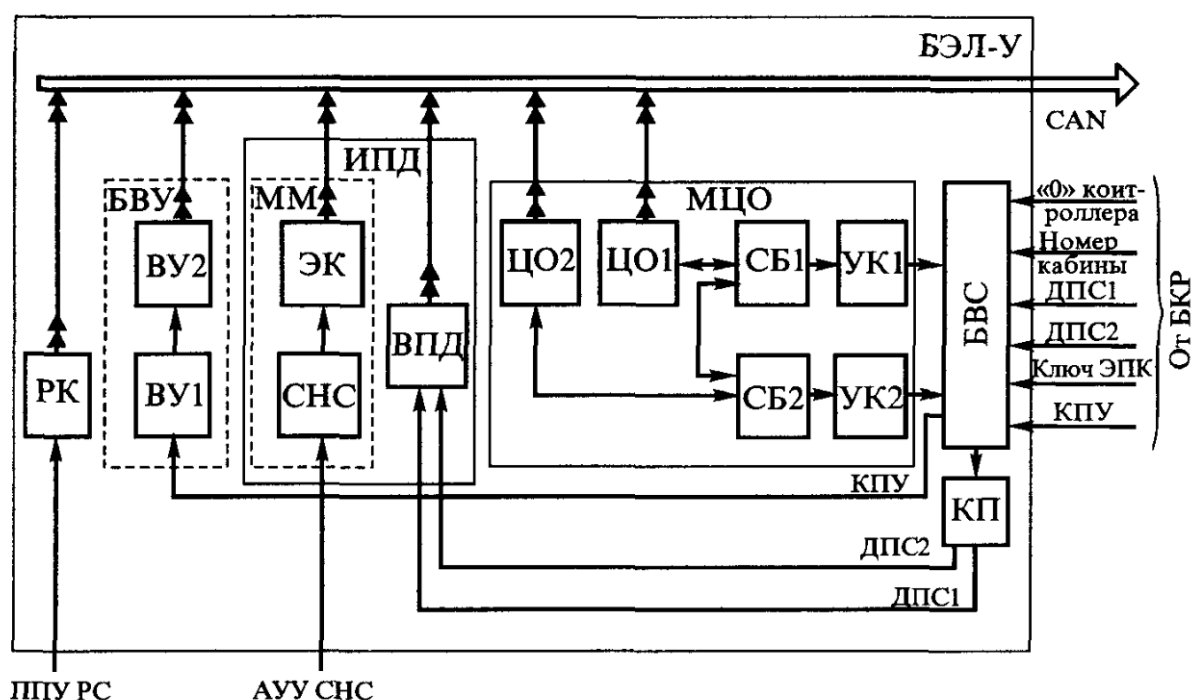 БЭЛ-У
CAN
ИПД
БВУ
ММ
МЦО
«0» коит-
роллера
ВУ2
ЭК
ЦО2
ЦО1
СБ1
УК1
Номер
кабины
ДПС1
БВС
ВПД
ДПС2
От БКР
РК
ВУ1
СНС
СБ2
УК2
Ключ ЭПК
КПУ
КПУ
КП
ДПС2
ДПС1
ППУ РС
АУУ СНС